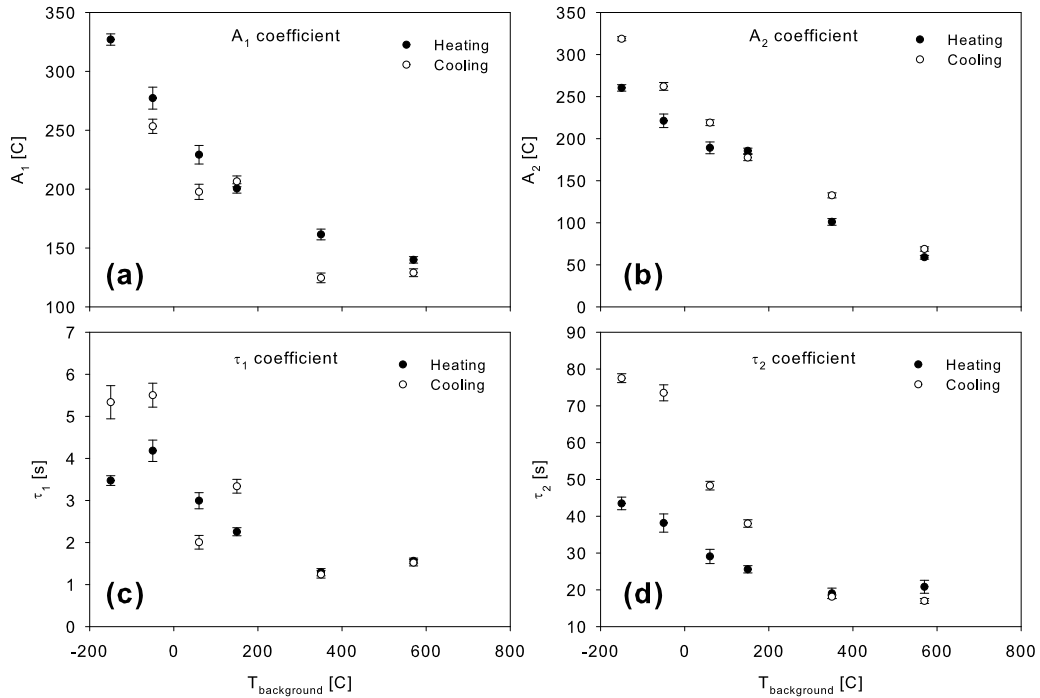 A₁ coefficient
Heating
Cooling
A₁ [C]
350
300
250
200
150
100
(a)
A₂ coefficient
Heating
Cooling
A₂ [C]
350
300
250
200
150
100
50
0
(b)
τ₁ coefficient
Heating
Cooling
τ₁ [s]
7
6
5
4
3
2
1
0
(c)
-200 0 200 400 600 800
T background [C]
τ₂ coefficient
Heating
Cooling
τ₂ [s]
90
80
70
60
50
40
30
20
10
(d)
-200 0 200 400 600 800
T background [C]